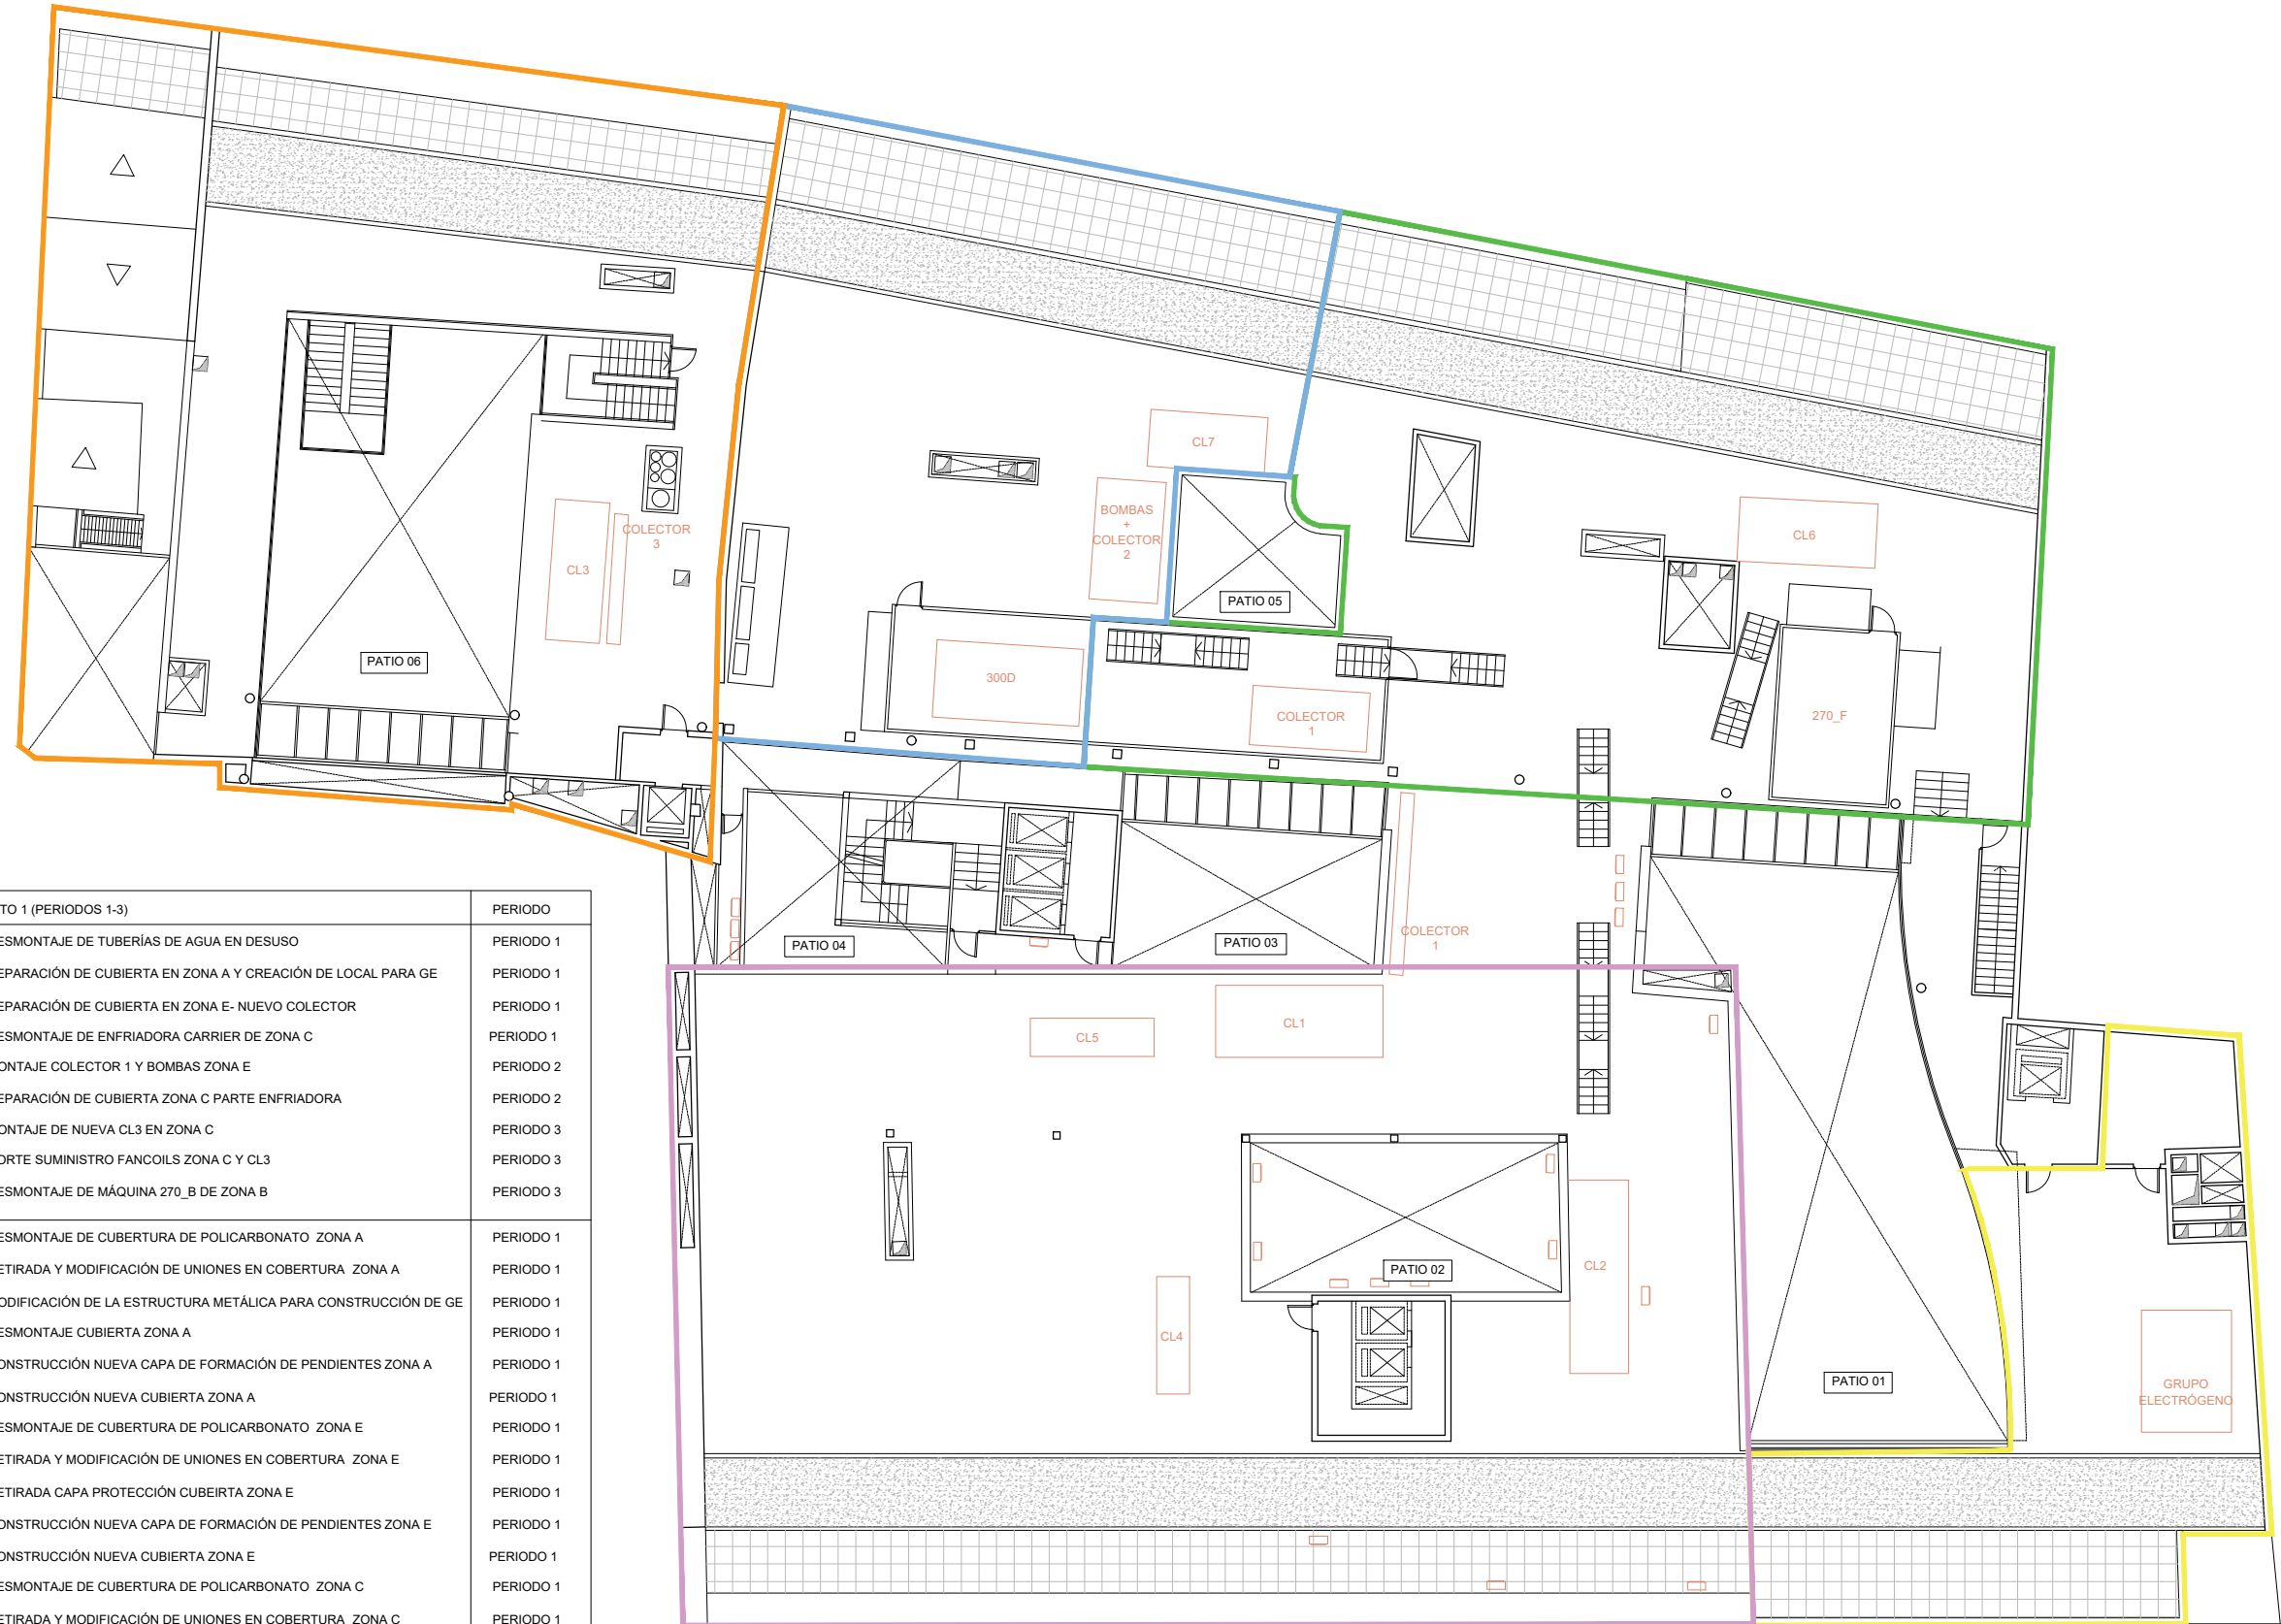 CL7
BOMBAS
+
COLECTOR
2
COLECTOR
3
CL3
CL6
PATIO 05
PATIO 06
300D
COLECTOR
1
270_F
TO 1 (PERIODOS 1-3) PERIODO
ESMONTAJE DE TUBERÍAS DE AGUA EN DESUSO PERIODO 1
EPARACIÓN DE CUBIERTA EN ZONA A Y CREACIÓN DE LOCAL PARA GE PERIODO 1
EPARACIÓN DE CUBIERTA EN ZONA E- NUEVO COLECTOR PERIODO 1
ESMONTAJE DE ENFRIADORA CARRIER DE ZONA C PERIODO 1
ONTAJE COLECTOR 1 Y BOMBAS ZONA E PERIODO 2
EPARACIÓN DE CUBIERTA ZONA C PARTE ENFRIADORA PERIODO 2
ONTAJE DE NUEVA CL3 EN ZONA C PERIODO 3
ORTE SUMINISTRO FANCOILS ZONA C Y CL3 PERIODO 3
ESMONTAJE DE MÁQUINA 270_B DE ZONA B PERIODO 3
ESMONTAJE DE CUBERTURA DE POLICARBONATO ZONA A PERIODO 1
ETIRADA Y MODIFICACIÓN DE UNIONES EN COBERTURA ZONA A PERIODO 1
ODIFICACIÓN DE LA ESTRUCTURA METÁLICA PARA CONSTRUCCIÓN DE GE PERIODO 1
ESMONTAJE CUBIERTA ZONA A PERIODO 1
ONSTRUCCIÓN NUEVA CAPA DE FORMACIÓN DE PENDIENTES ZONA A PERIODO 1
ONSTRUCCIÓN NUEVA CUBIERTA ZONA A PERIODO 1
ESMONTAJE DE CUBERTURA DE POLICARBONATO ZONA E PERIODO 1
ETIRADA Y MODIFICACIÓN DE UNIONES EN COBERTURA ZONA E PERIODO 1
ETIRADA CAPA PROTECCIÓN CUBEIRTA ZONA E PERIODO 1
ONSTRUCCIÓN NUEVA CAPA DE FORMACIÓN DE PENDIENTES ZONA E PERIODO 1
ONSTRUCCIÓN NUEVA CUBIERTA ZONA E PERIODO 1
ESMONTAJE DE CUBERTURA DE POLICARBONATO ZONA C PERIODO 1
ETIRADA Y MODIFICACIÓN DE UNIONES EN COBERTURA ZONA C PERIODO 1
PATIO 04
PATIO 03
COLECTOR
1
CL5
CL1
PATIO 02
CL2
CL4
PATIO 01
GRUPO
ELECTRÓGENO